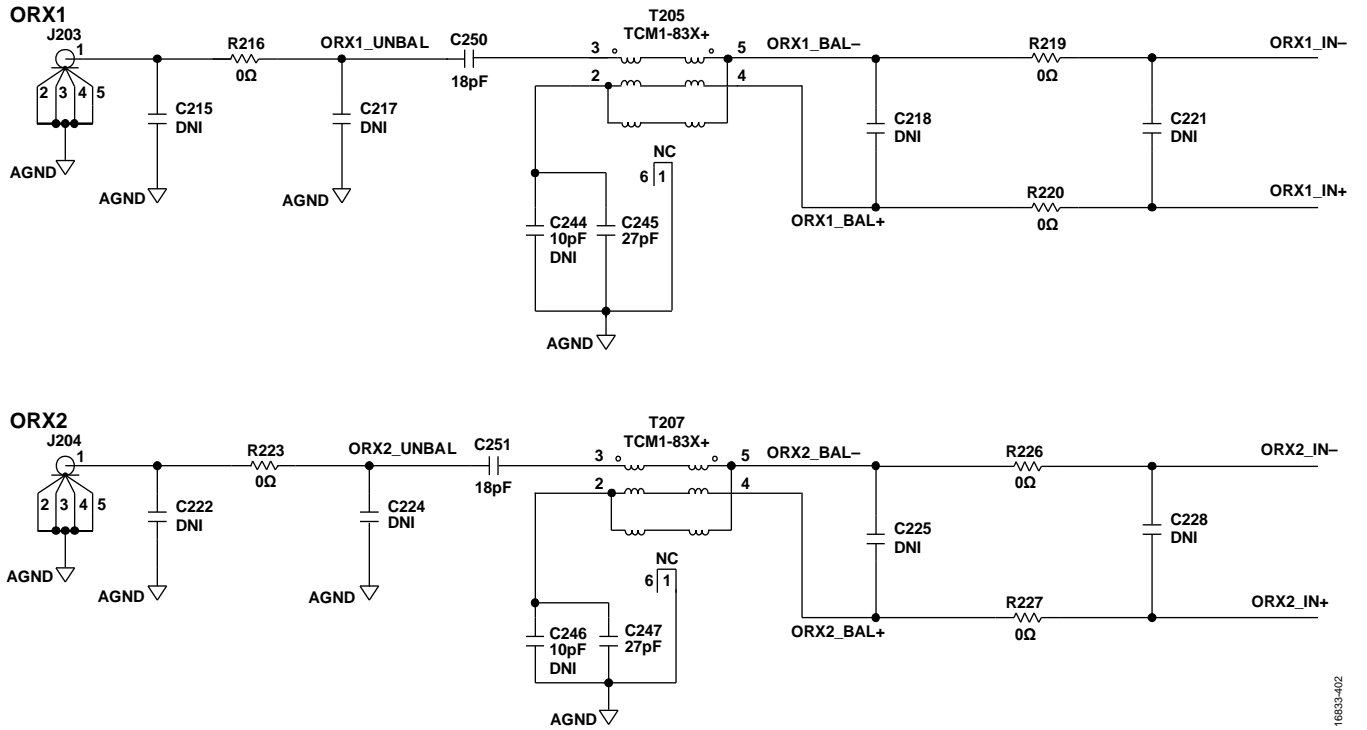 ORX1
J203
1
2 3 4 5
AGND
C215
DNI
AGND
R216
0Ω
ORX1_UNBAL
C217
DNI
AGND
C250
18pF
T205
TCM1-83X+
3
5
2
4
NC
6 1
C244
10pF
DNI
C245
27pF
AGND
ORX1_BAL–
ORX1_BAL+
C218
DNI
R219
0Ω
R220
0Ω
C221
DNI
ORX1_IN–
ORX1_IN+
ORX2
J204
1
2 3 4 5
AGND
C222
DNI
AGND
R223
0Ω
ORX2_UNBAL
C224
DNI
AGND
C251
18pF
T207
TCM1-83X+
3
5
2
4
NC
6 1
C246
10pF
DNI
C247
27pF
AGND
ORX2_BAL–
ORX2_BAL+
C225
DNI
R226
0Ω
R227
0Ω
C228
DNI
ORX2_IN–
ORX2_IN+
16833-402